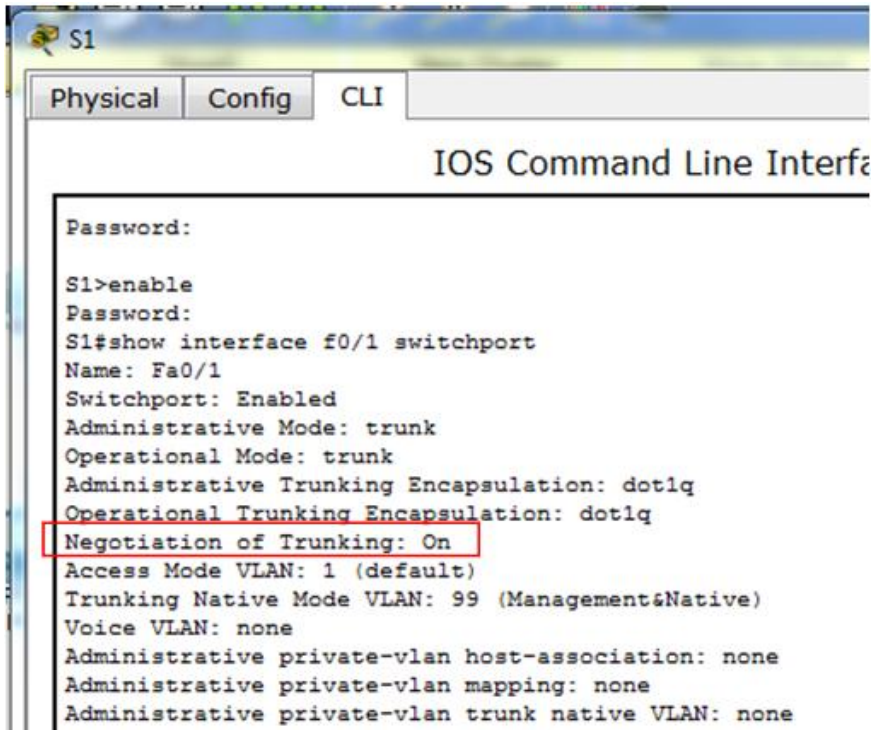 S1
Physical Config CLI
IOS Command Line Interfa
Password:
S1>enable
Password:
S1#show interface f0/1 switchport
Name: Fa0/1
Switchport: Enabled
Administrative Mode: trunk
Operational Mode: trunk
Administrative Trunking Encapsulation: dot1q
Operational Trunking Encapsulation: dot1q
Negotiation of Trunking: On
Access Mode VLAN: 1 (default)
Trunking Native Mode VLAN: 99 (Management&Native)
Voice VLAN: none
Administrative private-vlan host-association: none
Administrative private-vlan mapping: none
Administrative private-vlan trunk native VLAN: none